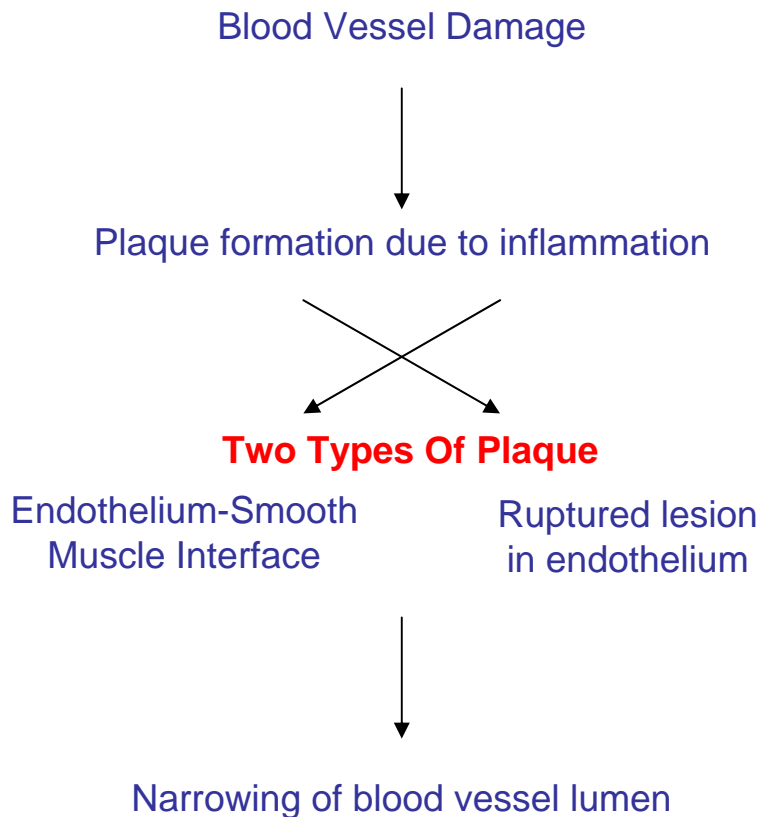 Blood Vessel Damage
Plaque formation due to inflammation
Two Types Of Plaque
Endothelium-Smooth
Muscle Interface
Ruptured lesion
in endothelium
Narrowing of blood vessel lumen